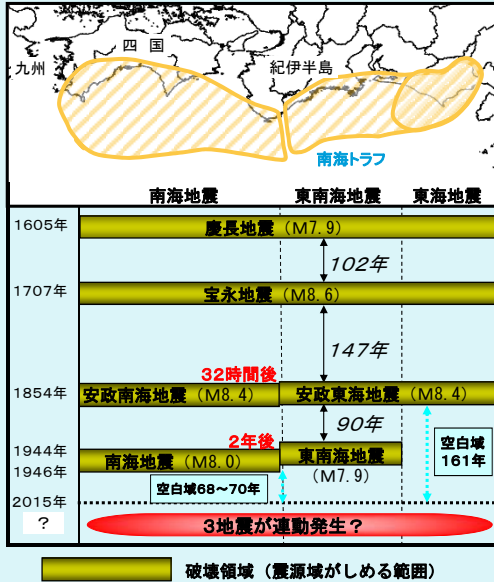 四 国
九州
紀伊半島
南海トラフ
南海地震 東南海地震 東海地震
1605年
慶長地震（M7.9）
102年
1707年
宝永地震（M8.6）
147年
32時間後
1854年
安政南海地震（M8.4） 安政東海地震（M8.4）
90年
2年後
空白域
161年
1944年
東南海地震
（M7.9）
南海地震（M8.0）
1946年
空白域68～70年
2015年
?
3地震が連動発生？
破壊領域（震源域がしめる範囲）